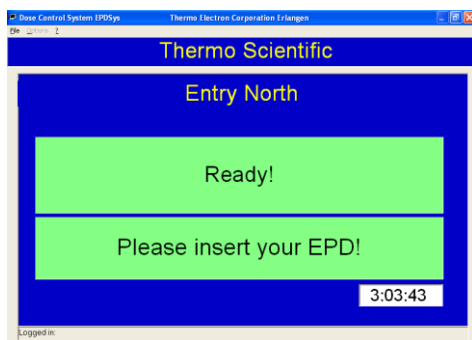 Dose Control System EPDSys Thermo Electron Corporation Erlangen
File Options ?
Thermo Scientific
Entry North
Ready!
Please insert your EPD!
3:03:43
Logged in: